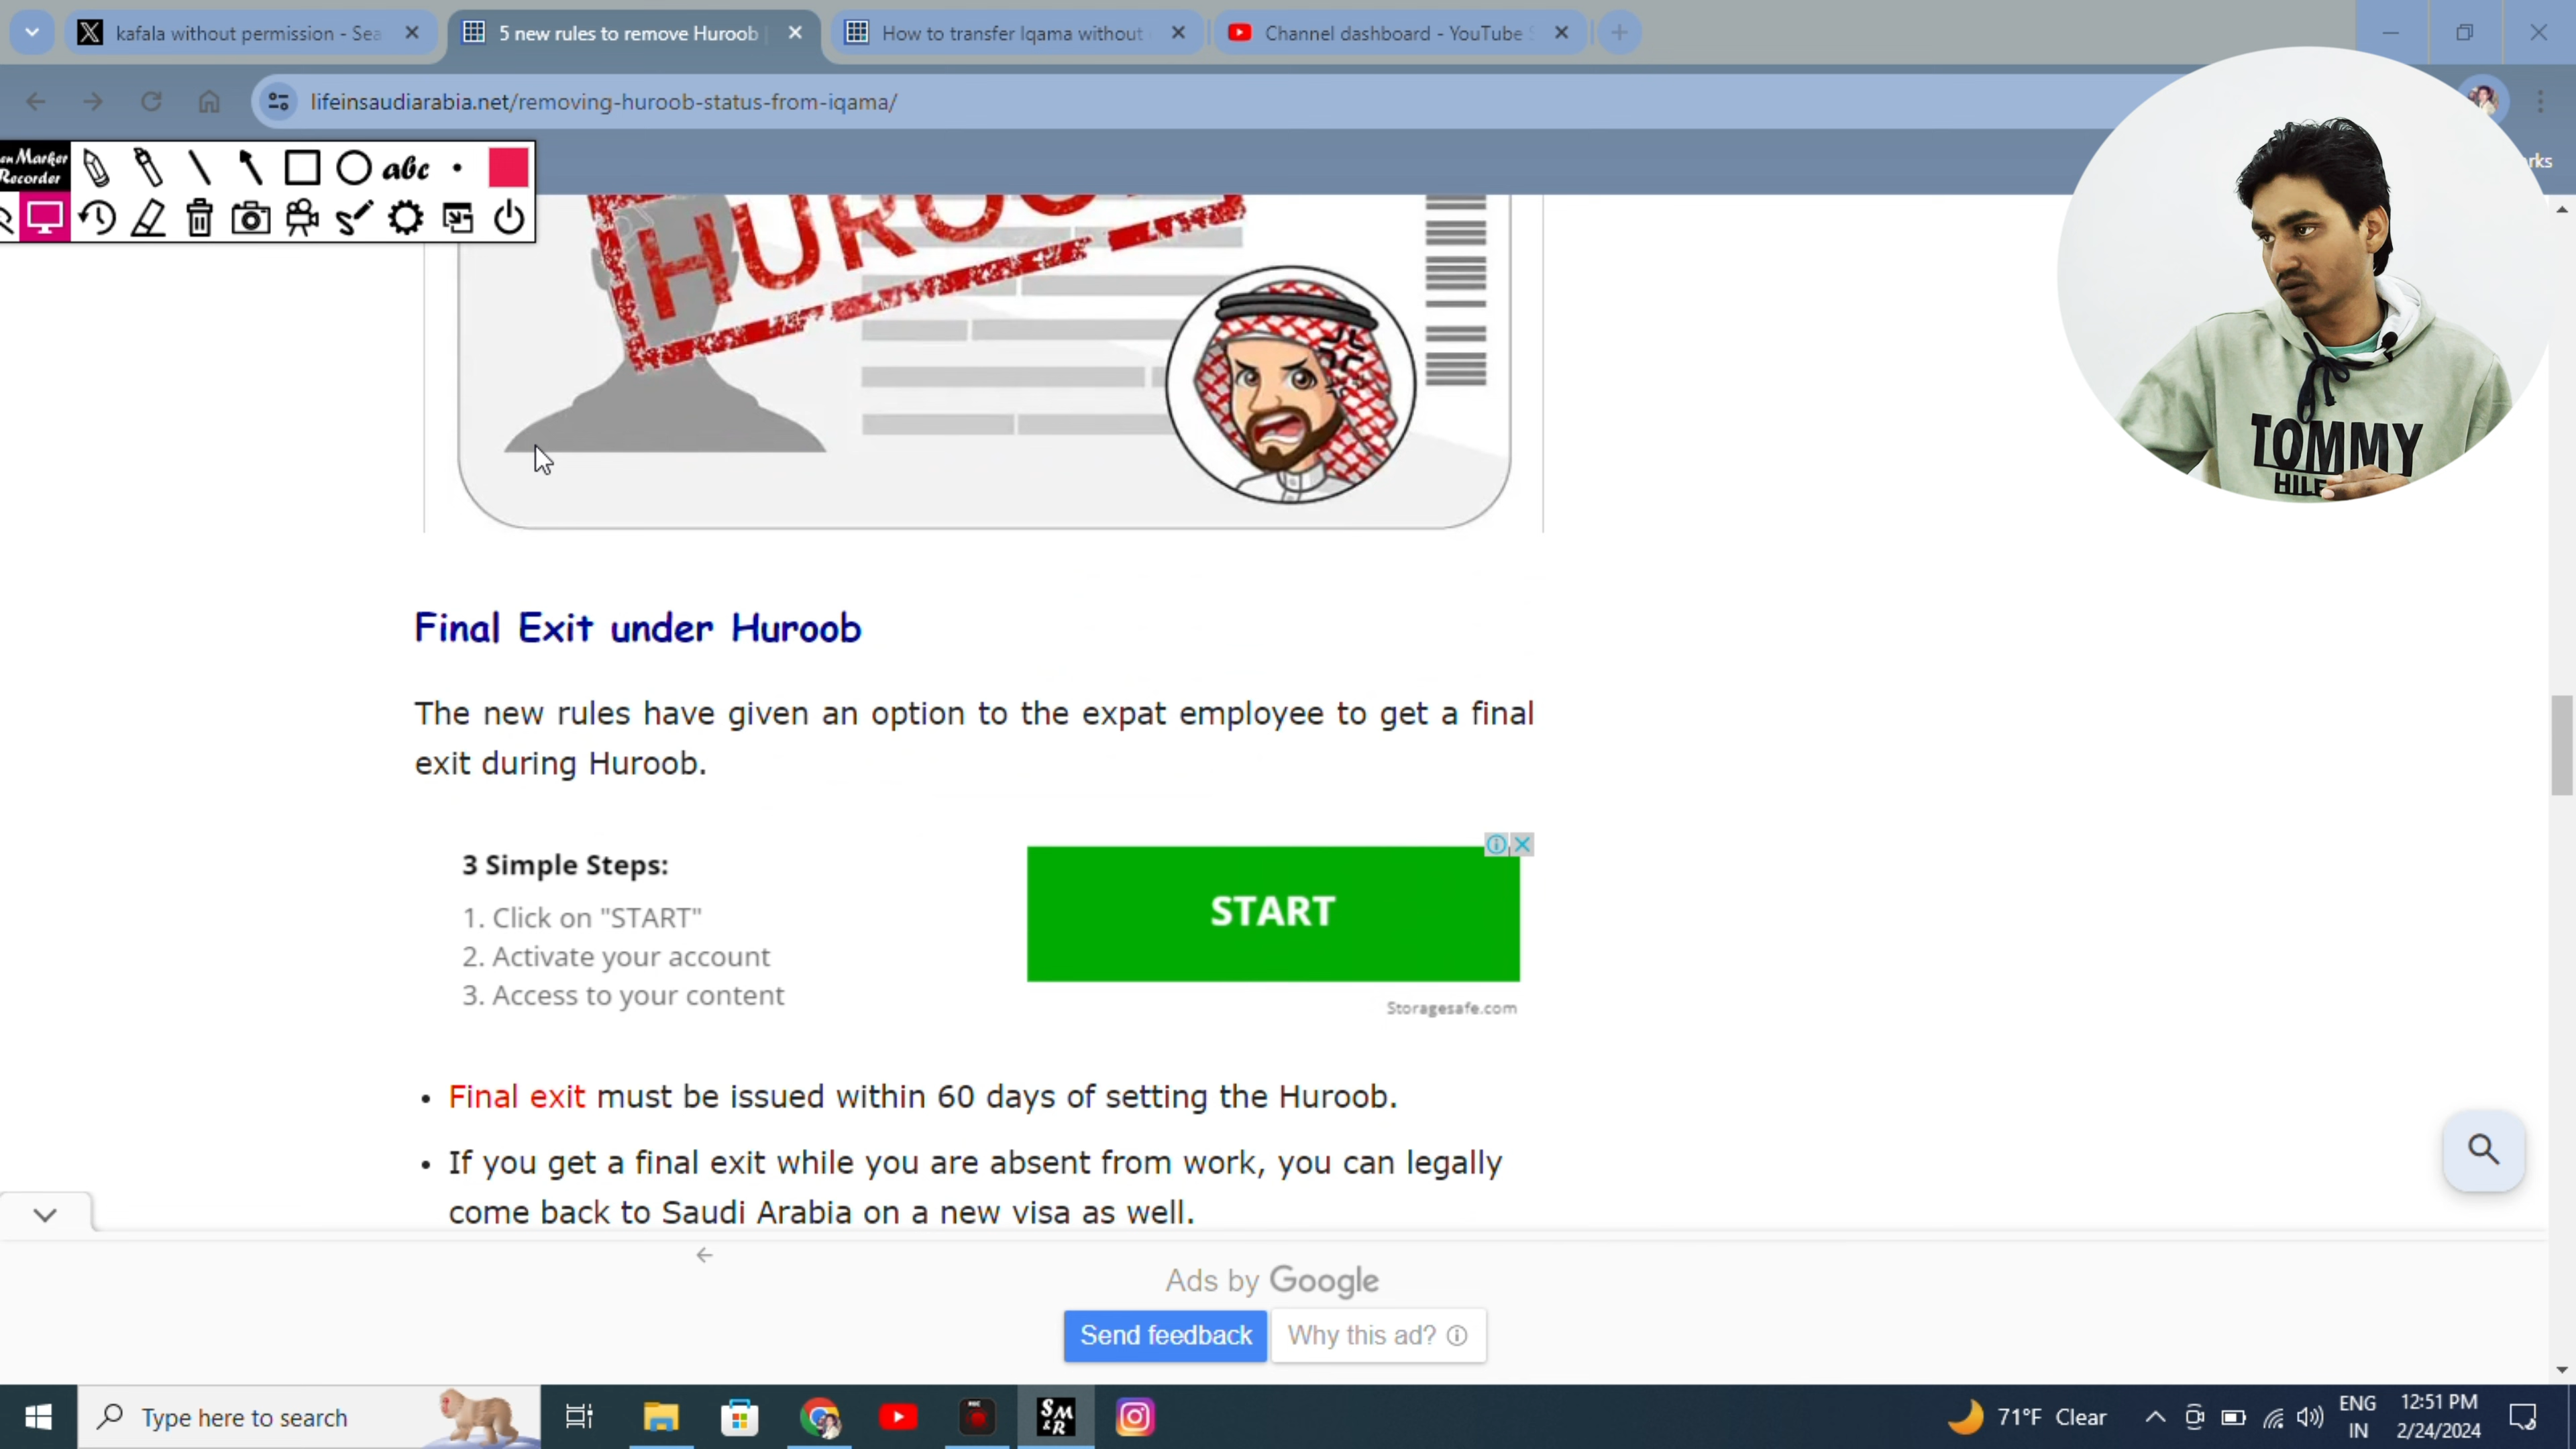 kafala without permission - Sea
5 new rules to remove Huroob
How to transfer Iqama without
Channel dashboard - YouTube S
lifeinsaudiarabia.net/removing-huroob-status-from-iqama/
en Marker
Recorder
abc
rks
HUROO
TOMMY
HILF
Final Exit under Huroob
The new rules have given an option to the expat employee to get a final
exit during Huroob.
3 Simple Steps:
1. Click on "START"
2. Activate your account
3. Access to your content
START
Storagesafe.com
• Final exit must be issued within 60 days of setting the Huroob.
• If you get a final exit while you are absent from work, you can legally
come back to Saudi Arabia on a new visa as well.
Ads by Google
Send feedback
Why this ad?
Type here to search
REC
SM
&R
71°F Clear
ENG
IN
12:51 PM
2/24/2024